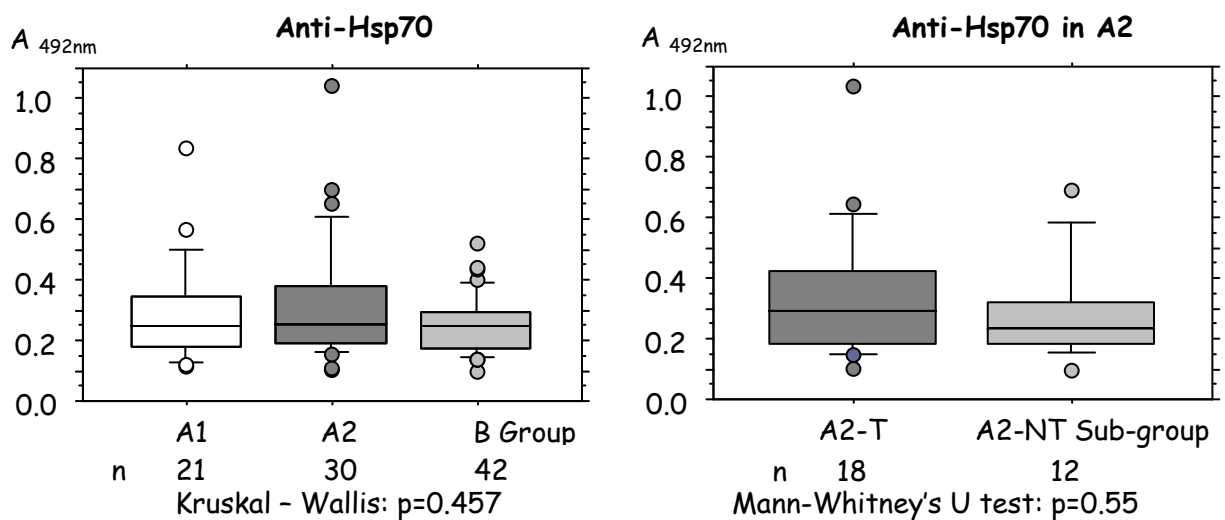 Anti-Hsp70
A 492nm
1.0
0.8
0.6
0.4
0.2
0.0
A1 A2 B Group
n 21 30 42
Kruskal - Wallis: p=0.457
Anti-Hsp70 in A2
A 492nm
1.0
0.8
0.6
0.4
0.2
0.0
A2-T A2-NT Sub-group
n 18 12
Mann-Whitney's U test: p=0.55